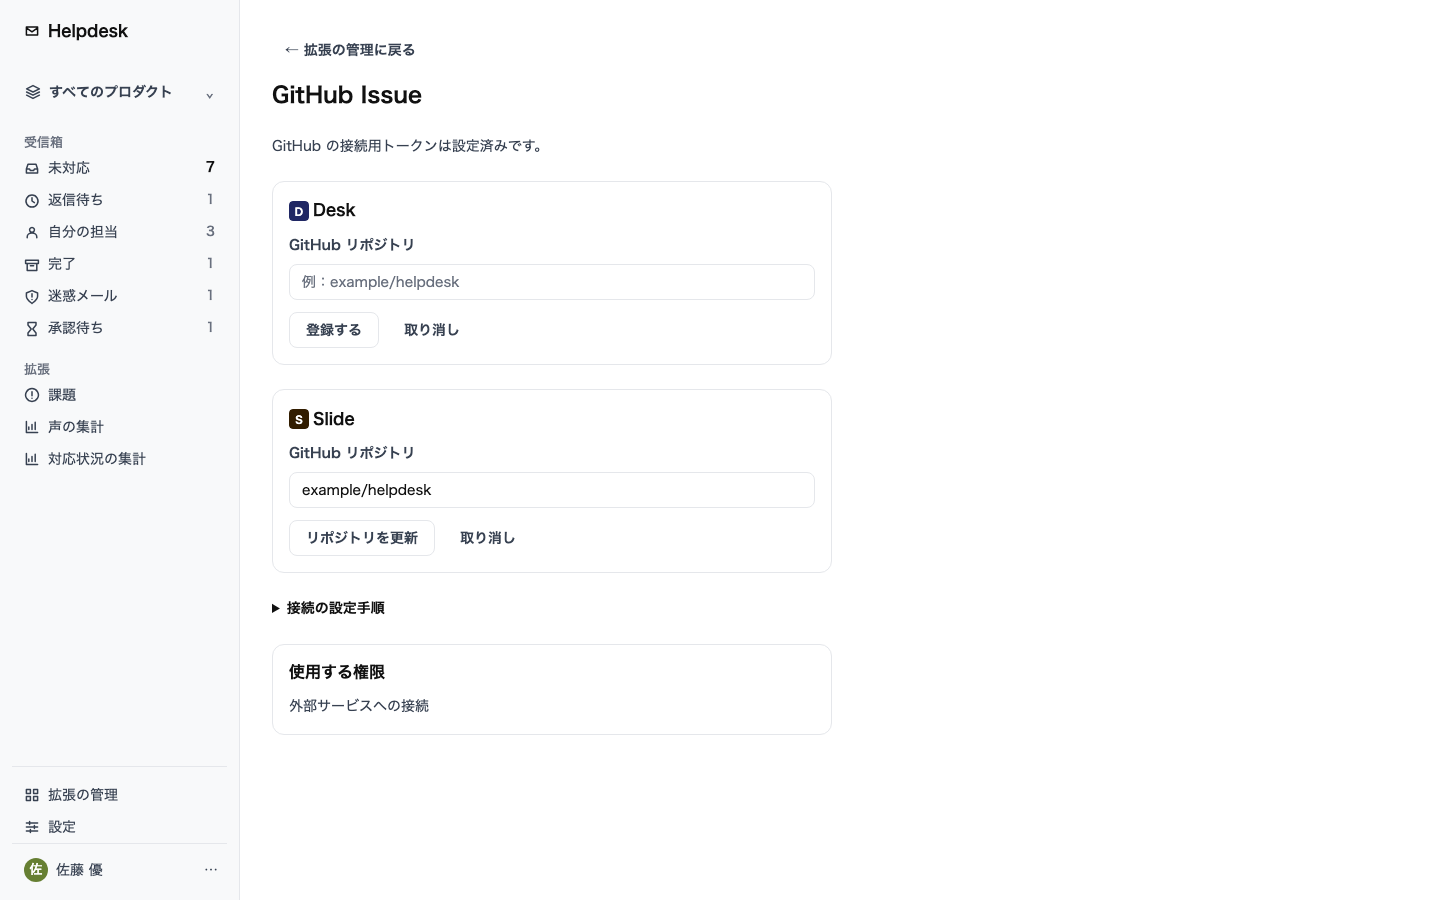 Helpdesk
すべてのプロダクト
受信箱
未対応 7
返信待ち 1
自分の担当 3
完了 1
迷惑メール 1
承認待ち 1
拡張
課題
声の集計
対応状況の集計
拡張の管理
設定
佐 佐藤 優 …
← 拡張の管理に戻る
GitHub Issue
GitHub の接続用トークンは設定済みです。
D Desk
GitHub リポジトリ
例：example/helpdesk
登録する 取り消し
S Slide
GitHub リポジトリ
example/helpdesk
リポジトリを更新 取り消し
▶ 接続の設定手順
使用する権限
外部サービスへの接続